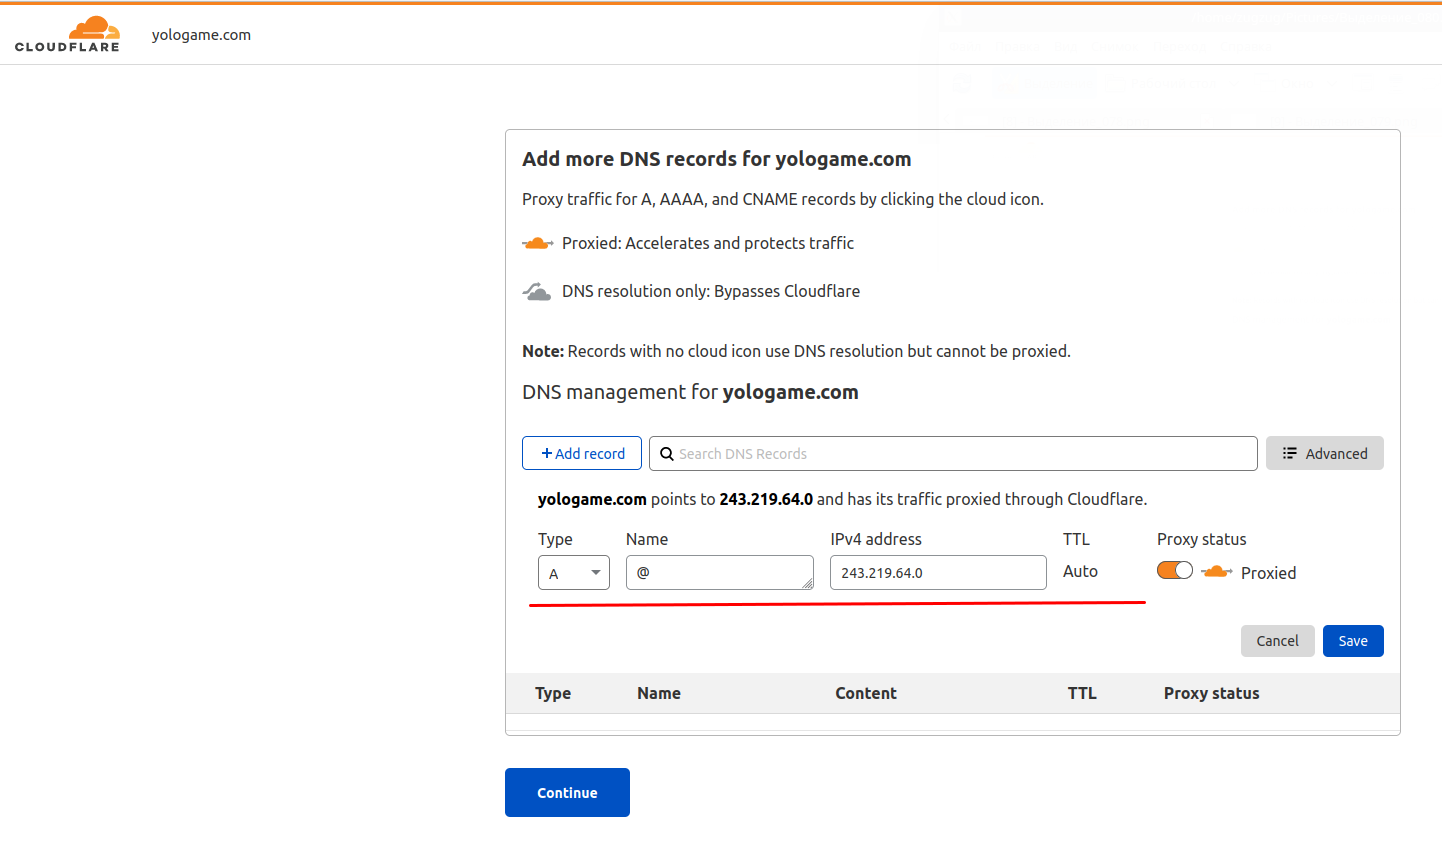 CLOUDFLARE yologame.com
Add more DNS records for yologame.com
Proxy traffic for A, AAAA, and CNAME records by clicking the cloud icon.
Proxied: Accelerates and protects traffic
DNS resolution only: Bypasses Cloudflare
Note: Records with no cloud icon use DNS resolution but cannot be proxied.
DNS management for yologame.com
+ Add record Search DNS Records Advanced
yologame.com points to 243.219.64.0 and has its traffic proxied through Cloudflare.
Type Name IPv4 address TTL Proxy status
A @ 243.219.64.0 Auto Proxied
Cancel Save
Type Name Content TTL Proxy status
Continue